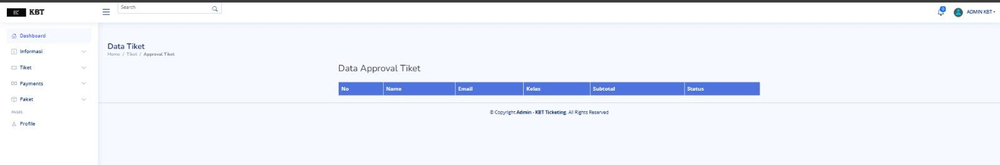 KBT
Search
0
ADMIN KBT
Dashboard
Informasi
Tiket
Payments
Paket
PAGES
Profile
Data Tiket
Home / Tiket / Approval Tiket
Data Approval Tiket
No Name Email Kelas Subtotal Status
© Copyright Admin - KBT Ticketing. All Rights Reserved